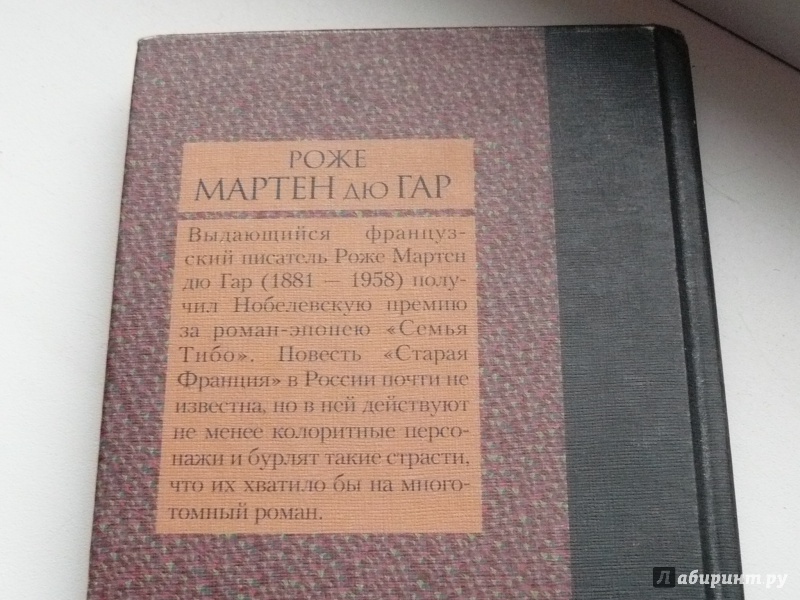 РОЖЕ
МАРТЕН ДЮ ГАР
Выдающийся француз-
ский писатель Роже Мартен
дю Гар (1881 — 1958) полу-
чил Нобелевскую премию
за роман-эпопею «Семья
Тибо». Повесть «Старая
Франция» в России почти не
известна, но в ней действуют
не менее колоритные персо-
нажи и бурлят такие страсти,
что их хватило бы на много-
томный роман.
Лабиринт.ру